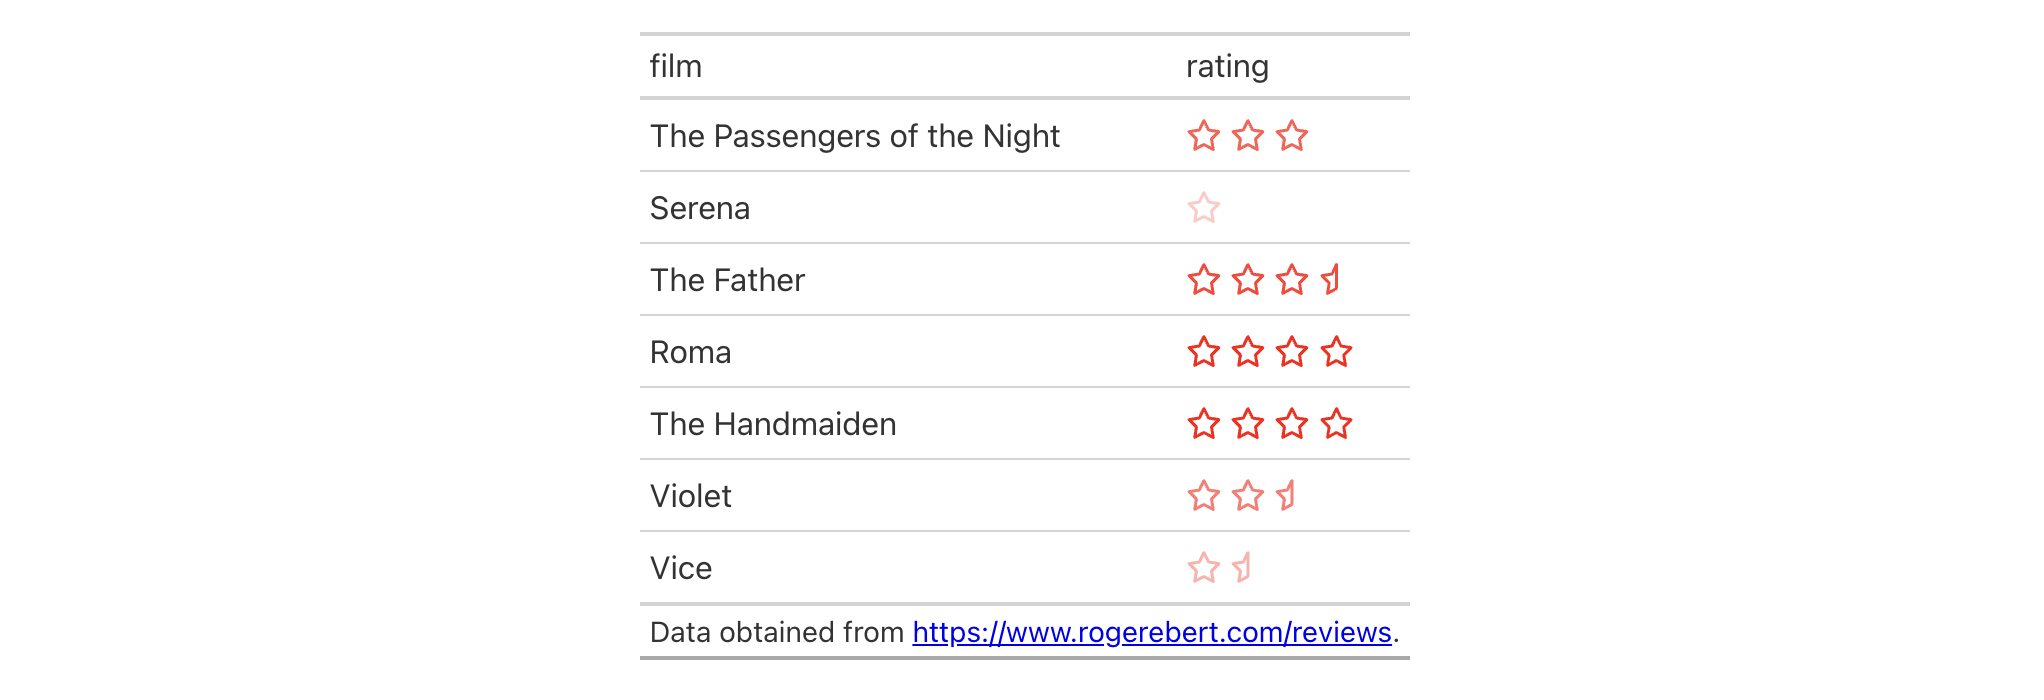 film rating
The Passengers of the Night
Serena
The Father
Roma
The Handmaiden
Violet
Vice
Data obtained from https://www.rogerebert.com/reviews.